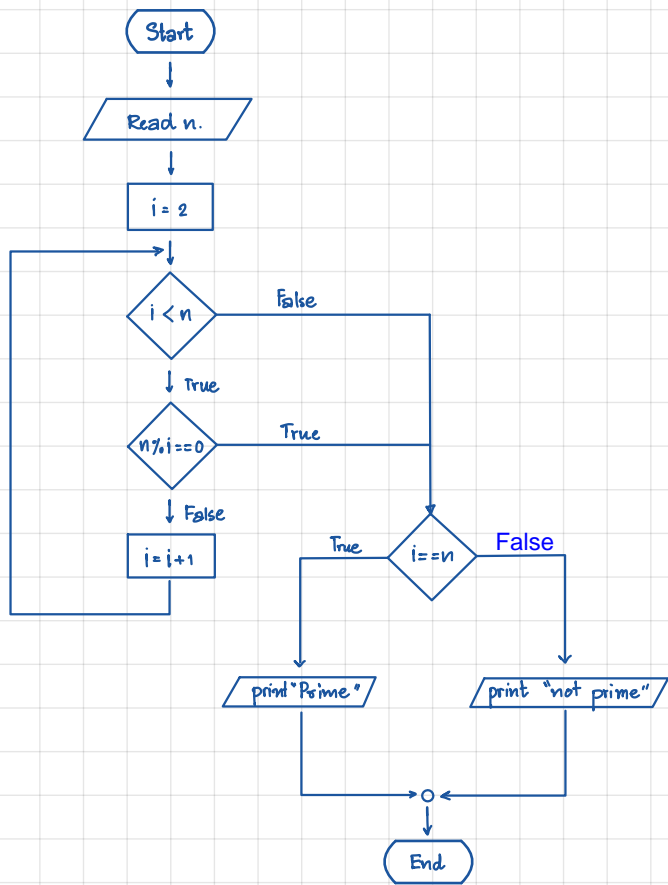 Start
Read n.
i = 2
i < n
False
True
n%i==0
True
False
i = i+1
i==n
True
False
print "Prime"
print "not prime"
End